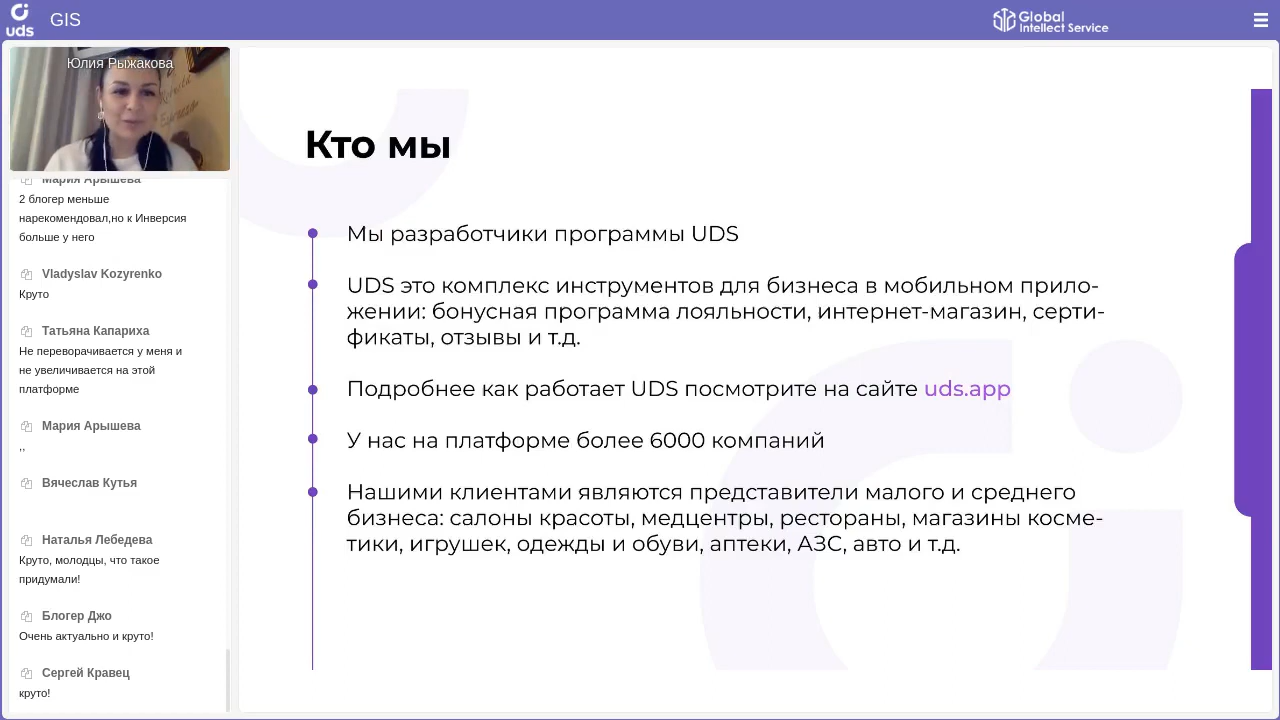 uds
GIS
Global
Intellect Service
Юлия Рыжакова
Мария Арышева
2 блогер меньше
нарекомендовал,но к Инверсия
больше у него
Vladyslav Kozyrenko
Круто
Татьяна Капариха
Не переворачивается у меня и
не увеличивается на этой
платформе
Мария Арышева
,,
Вячеслав Кутья
Наталья Лебедева
Круто, молодцы, что такое
придумали!
Блогер Джо
Очень актуально и круто!
Сергей Кравец
круто!
Кто мы
Мы разработчики программы UDS
UDS это комплекс инструментов для бизнеса в мобильном прило-
жении: бонусная программа лояльности, интернет-магазин, серти-
фикаты, отзывы и т.д.
Подробнее как работает UDS посмотрите на сайте uds.app
У нас на платформе более 6000 компаний
Нашими клиентами являются представители малого и среднего
бизнеса: салоны красоты, медцентры, рестораны, магазины косме-
тики, игрушек, одежды и обуви, аптеки, АЗС, авто и т.д.